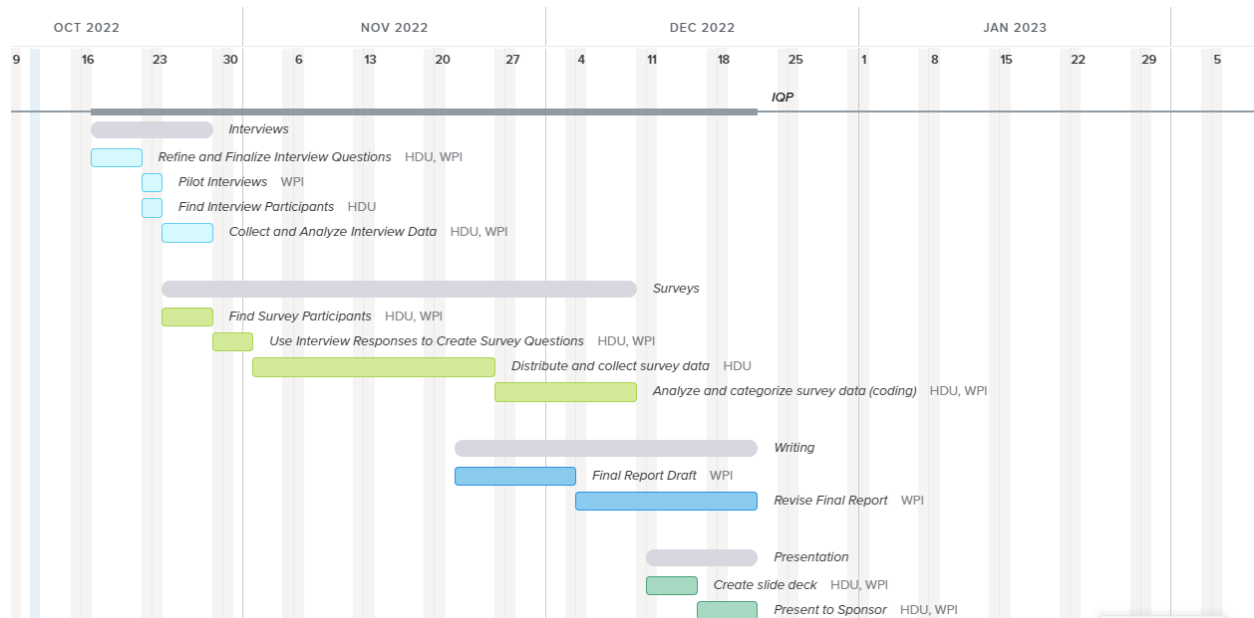 OCT 2022 NOV 2022 DEC 2022 JAN 2023
9 16 23 30 6 13 20 27 4 11 18 25 1 8 15 22 29 5
IQP
Interviews
Refine and Finalize Interview Questions HDU, WPI
Pilot Interviews WPI
Find Interview Participants HDU
Collect and Analyze Interview Data HDU, WPI
Surveys
Find Survey Participants HDU, WPI
Use Interview Responses to Create Survey Questions HDU, WPI
Distribute and collect survey data HDU
Analyze and categorize survey data (coding) HDU, WPI
Writing
Final Report Draft WPI
Revise Final Report WPI
Presentation
Create slide deck HDU, WPI
Present to Sponsor HDU, WPI